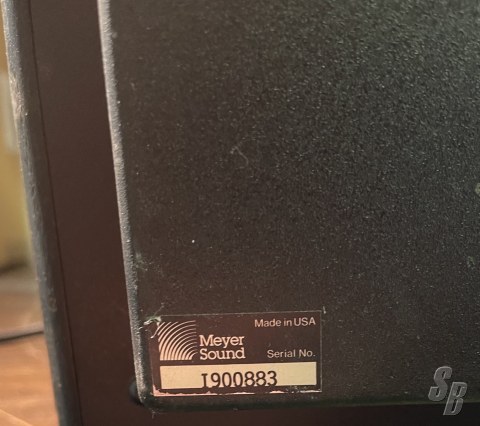 Made in USA
Meyer
Sound
Serial No.
I900883
SB